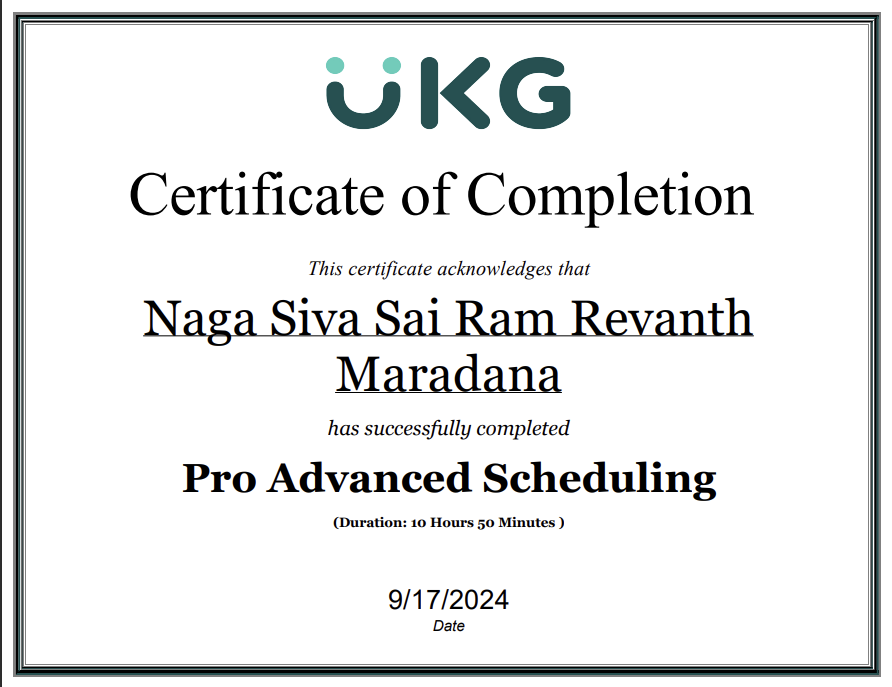 UKG
Certificate of Completion
This certificate acknowledges that
Naga Siva Sai Ram Revanth
Maradana
has successfully completed
Pro Advanced Scheduling
(Duration: 10 Hours 50 Minutes )
9/17/2024
Date